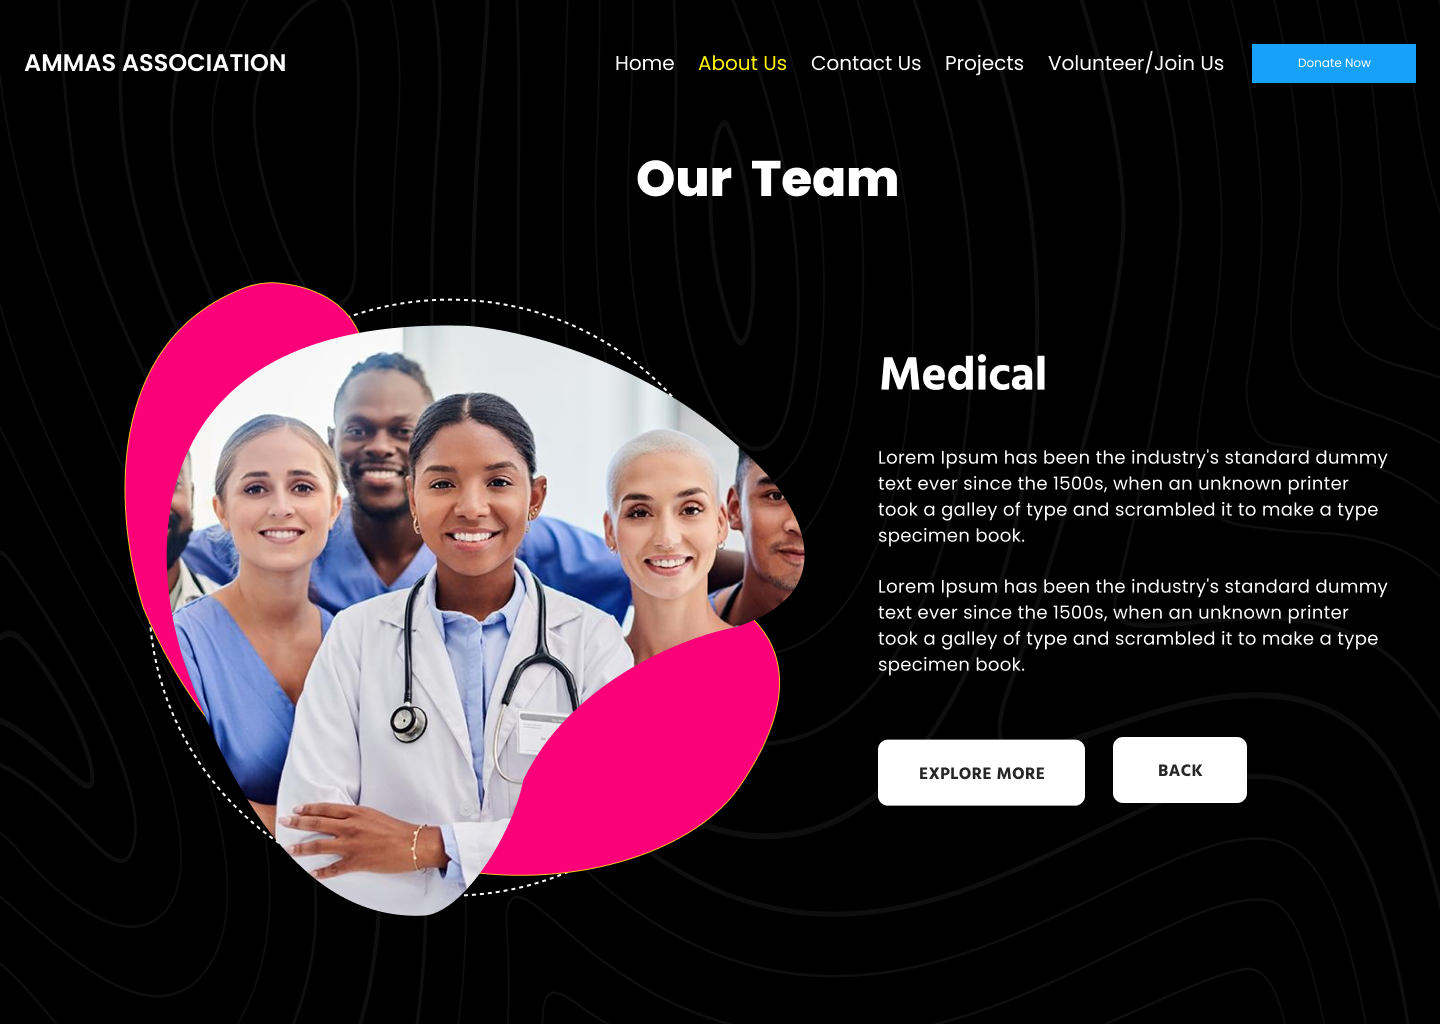 AMMAS ASSOCIATION
Home About Us Contact Us Projects Volunteer/Join Us Donate Now
Our Team
Medical
Lorem Ipsum has been the industry's standard dummy
text ever since the 1500s, when an unknown printer
took a galley of type and scrambled it to make a type
specimen book.
Lorem Ipsum has been the industry's standard dummy
text ever since the 1500s, when an unknown printer
took a galley of type and scrambled it to make a type
specimen book.
EXPLORE MORE BACK